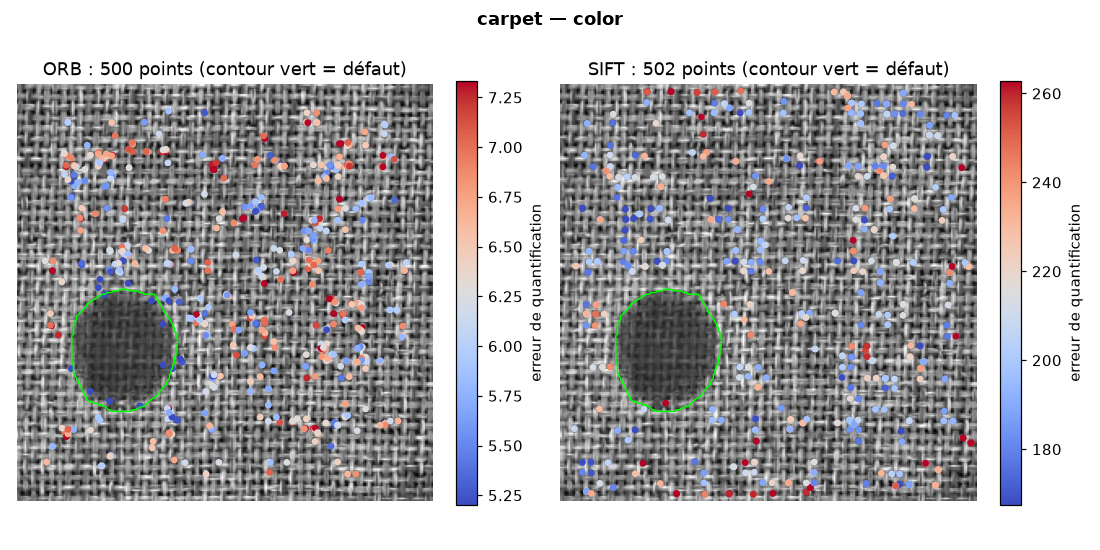 carpet — color
ORB : 500 points (contour vert = défaut)
SIFT : 502 points (contour vert = défaut)
7.25
7.00
6.75
6.50
6.25
6.00
5.75
5.50
5.25
erreur de quantification
260
240
220
200
180
erreur de quantification